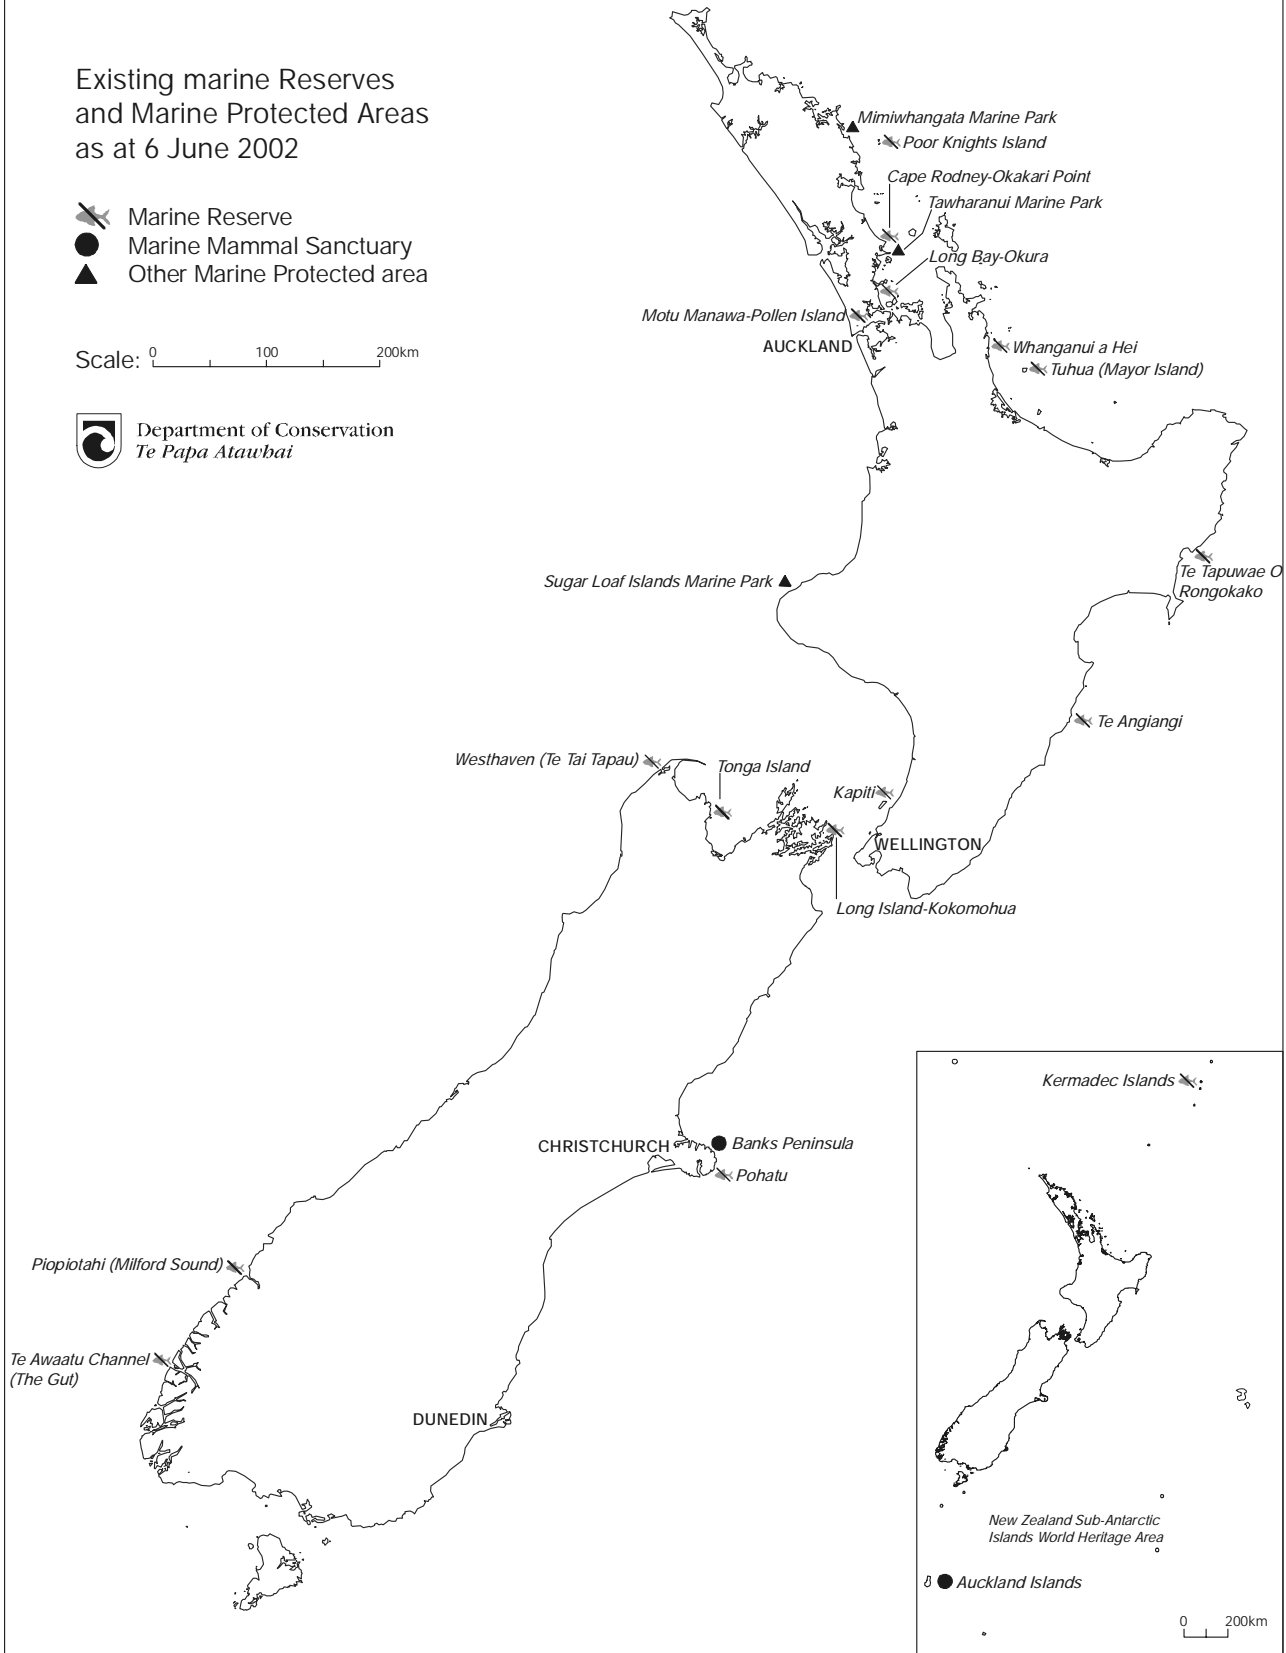 Existing marine Reserves
and Marine Protected Areas
as at 6 June 2002
Marine Reserve
Marine Mammal Sanctuary
Other Marine Protected area
Scale: 0 100 200km
Department of Conservation
Te Papa Atawhai
Mimiwhangata Marine Park
Poor Knights Island
Cape Rodney-Okakari Point
Tawharanui Marine Park
Long Bay-Okura
Motu Manawa-Pollen Island
AUCKLAND
Whanganui a Hei
Tuhua (Mayor Island)
Te Tapuwae O
Rongokako
Sugar Loaf Islands Marine Park
Te Angiangi
Westhaven (Te Tai Tapau)
Tonga Island
Kapiti
WELLINGTON
Long Island-Kokomohua
CHRISTCHURCH
Banks Peninsula
Pohatu
Piopiotahi (Milford Sound)
Te Awaatu Channel
(The Gut)
DUNEDIN
Kermadec Islands
New Zealand Sub-Antarctic
Islands World Heritage Area
Auckland Islands
0 200km